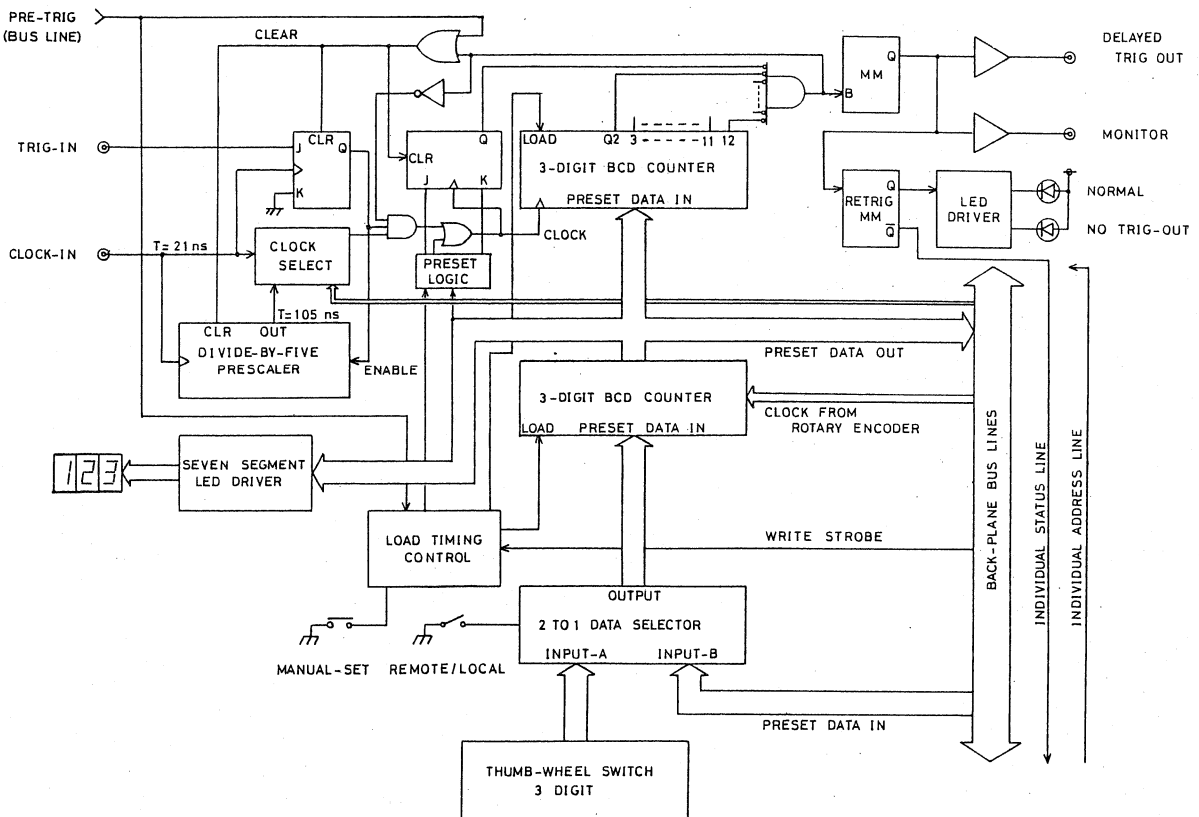 PRE-TRIG
(BUS LINE)
CLEAR
MM
Q
B
DELAYED
TRIG OUT
MONITOR
TRIG-IN
J CLR Q
K
Q
CLR
J K
LOAD Q2 3 11 12
3-DIGIT BCD COUNTER
PRESET DATA IN
RETRIG
MM
Q
Q̅
LED
DRIVER
NORMAL
NO TRIG-OUT
CLOCK-IN
T=21 ns
CLOCK
SELECT
CLOCK
PRESET
LOGIC
T=105 ns
CLR OUT
DIVIDE-BY-FIVE
PRESCALER
ENABLE
PRESET DATA OUT
3-DIGIT BCD COUNTER
LOAD PRESET DATA IN
CLOCK FROM
ROTARY ENCODER
123
SEVEN SEGMENT
LED DRIVER
LOAD TIMING
CONTROL
WRITE STROBE
BACK-PLANE BUS LINES
INDIVIDUAL STATUS LINE
INDIVIDUAL ADDRESS LINE
OUTPUT
2 TO 1 DATA SELECTOR
INPUT-A INPUT-B
MANUAL-SET
REMOTE/LOCAL
PRESET DATA IN
THUMB-WHEEL SWITCH
3 DIGIT